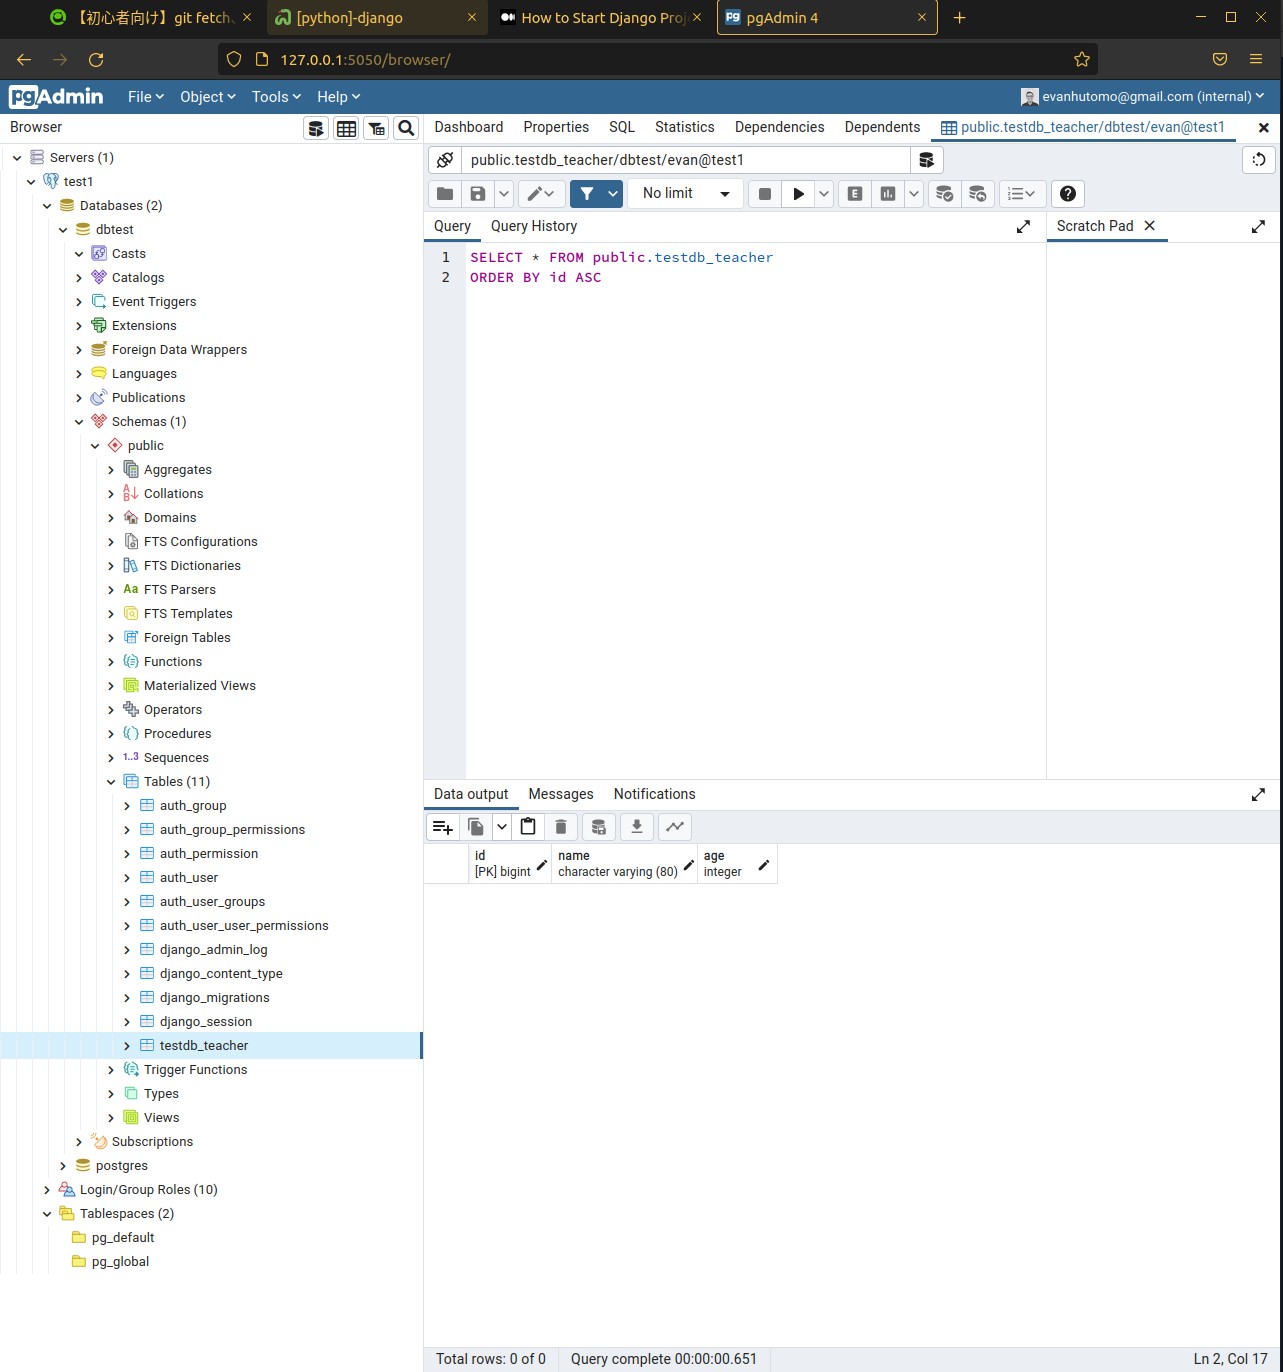 【初心者向け】git fetch、
[python]-django
How to Start Django Proj
pgAdmin 4
127.0.0.1:5050/browser/
pgAdmin File Object Tools Help evanhutomo@gmail.com (internal)
Browser
Dashboard Properties SQL Statistics Dependencies Dependents public.testdb_teacher/dbtest/evan@test1
public.testdb_teacher/dbtest/evan@test1
No limit
Query Query History Scratch Pad
1 SELECT * FROM public.testdb_teacher
2 ORDER BY id ASC
Servers (1)
test1
Databases (2)
dbtest
Casts
Catalogs
Event Triggers
Extensions
Foreign Data Wrappers
Languages
Publications
Schemas (1)
public
Aggregates
Collations
Domains
FTS Configurations
FTS Dictionaries
Aa FTS Parsers
FTS Templates
Foreign Tables
Functions
Materialized Views
Operators
Procedures
1..3 Sequences
Tables (11)
auth_group
auth_group_permissions
auth_permission
auth_user
auth_user_groups
auth_user_user_permissions
django_admin_log
django_content_type
django_migrations
django_session
testdb_teacher
Trigger Functions
Types
Views
Subscriptions
postgres
Login/Group Roles (10)
Tablespaces (2)
pg_default
pg_global
Data output Messages Notifications
id name age
[PK] bigint character varying (80) integer
Total rows: 0 of 0 Query complete 00:00:00.651 Ln 2, Col 17